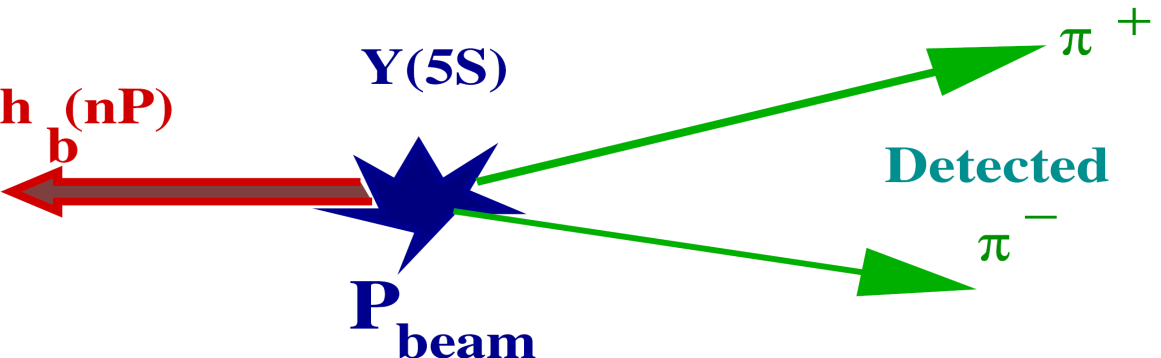 Υ(5S)
h_b(nP)
π⁺
Detected
π⁻
P_beam